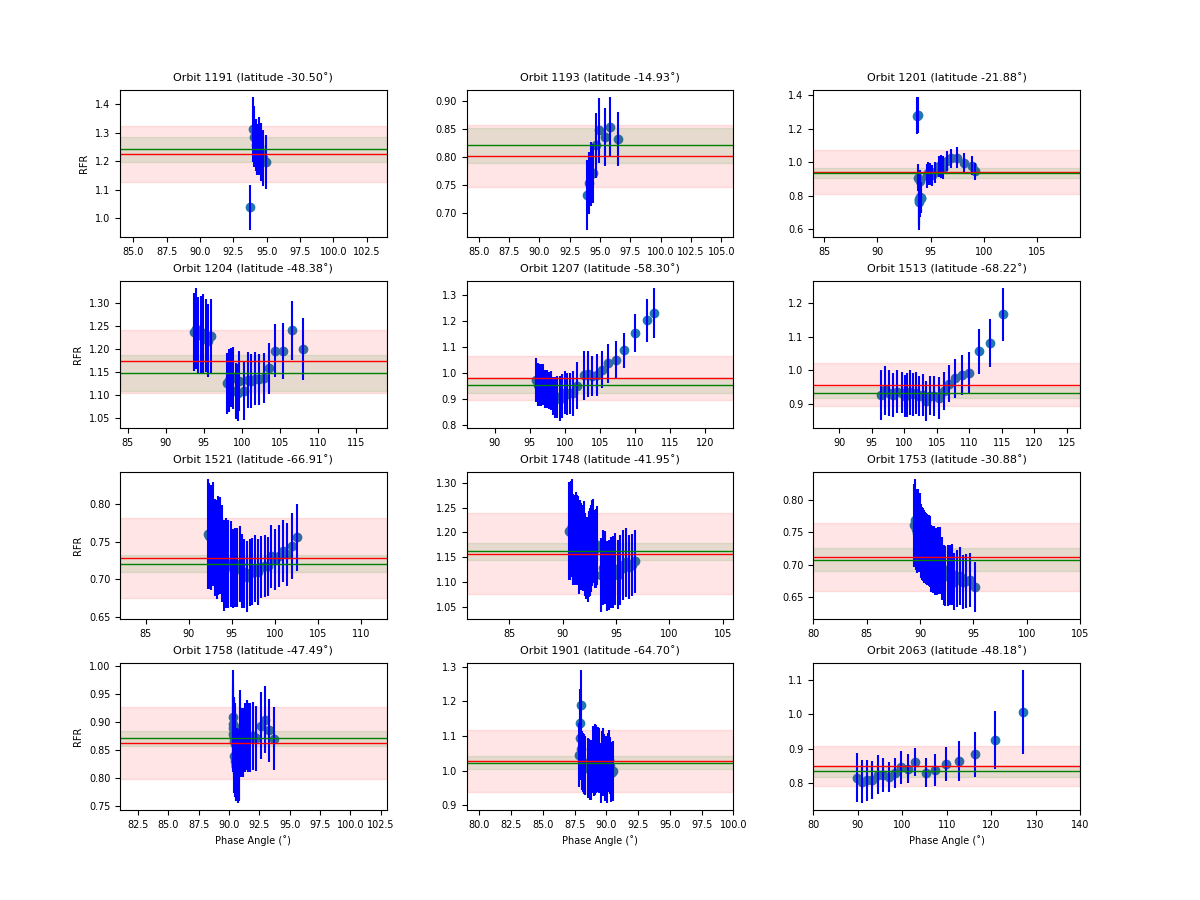 Orbit 1191 (latitude -30.50˚) Orbit 1193 (latitude -14.93˚) Orbit 1201 (latitude -21.88˚)
RFR
1.4 1.3 1.2 1.1 1.0
85.0 87.5 90.0 92.5 95.0 97.5 100.0 102.5
0.90 0.85 0.80 0.75 0.70
85.0 87.5 90.0 92.5 95.0 97.5 100.0 102.5 105.0
1.4 1.2 1.0 0.8 0.6
85 90 95 100 105
Orbit 1204 (latitude -48.38˚) Orbit 1207 (latitude -58.30˚) Orbit 1513 (latitude -68.22˚)
RFR
1.30 1.25 1.20 1.15 1.10 1.05
85 90 95 100 105 110 115
1.3 1.2 1.1 1.0 0.9 0.8
90 95 100 105 110 115 120
1.2 1.1 1.0 0.9
90 95 100 105 110 115 120 125
Orbit 1521 (latitude -66.91˚) Orbit 1748 (latitude -41.95˚) Orbit 1753 (latitude -30.88˚)
RFR
0.80 0.75 0.70 0.65
85 90 95 100 105 110
1.30 1.25 1.20 1.15 1.10 1.05
85 90 95 100 105
0.80 0.75 0.70 0.65
80 85 90 95 100 105
Orbit 1758 (latitude -47.49˚) Orbit 1901 (latitude -64.70˚) Orbit 2063 (latitude -48.18˚)
RFR
1.00 0.95 0.90 0.85 0.80 0.75
82.5 85.0 87.5 90.0 92.5 95.0 97.5 100.0 102.5
1.3 1.2 1.1 1.0 0.9
80.0 82.5 85.0 87.5 90.0 92.5 95.0 97.5 100.0
1.1 1.0 0.9 0.8
80 90 100 110 120 130 140
Phase Angle (˚) Phase Angle (˚) Phase Angle (˚)